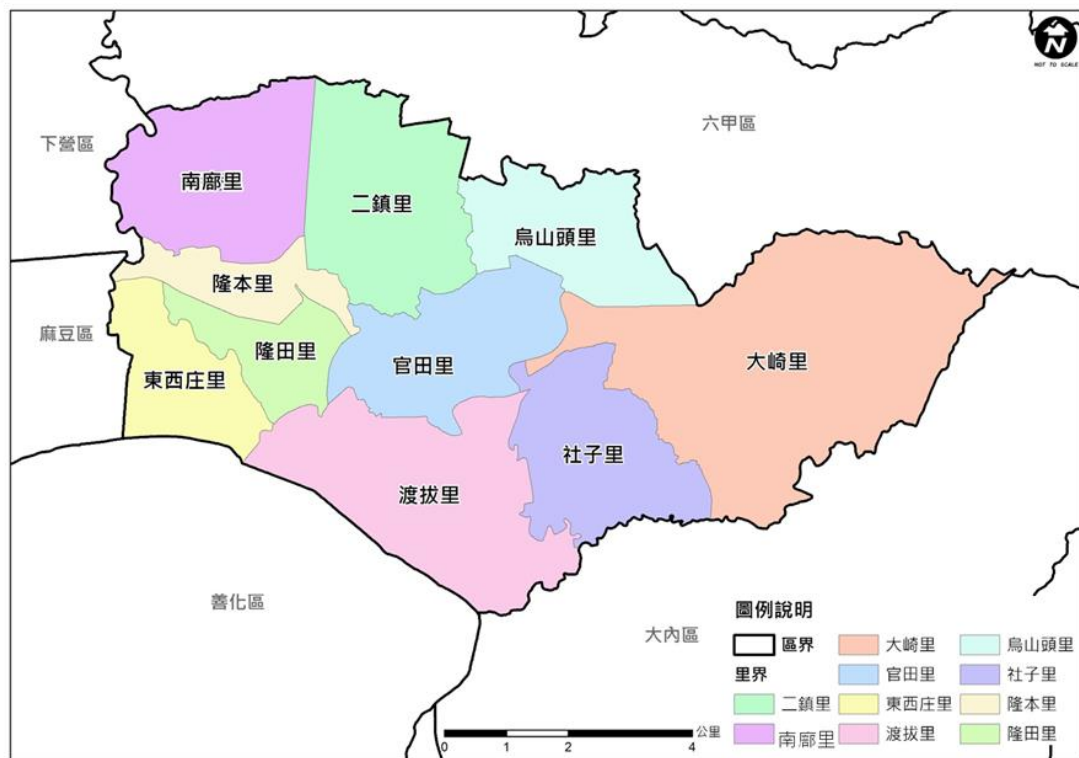 N
NOT TO SCALE
下營區
六甲區
南廍里
二鎮里
烏山頭里
隆本里
麻豆區
隆田里
官田里
大崎里
東西庄里
社子里
渡拔里
善化區
大內區
圖例說明
區界
大崎里
烏山頭里
里界
官田里
社子里
二鎮里
東西庄里
隆本里
南廍里
渡拔里
隆田里
0 1 2 4 公里